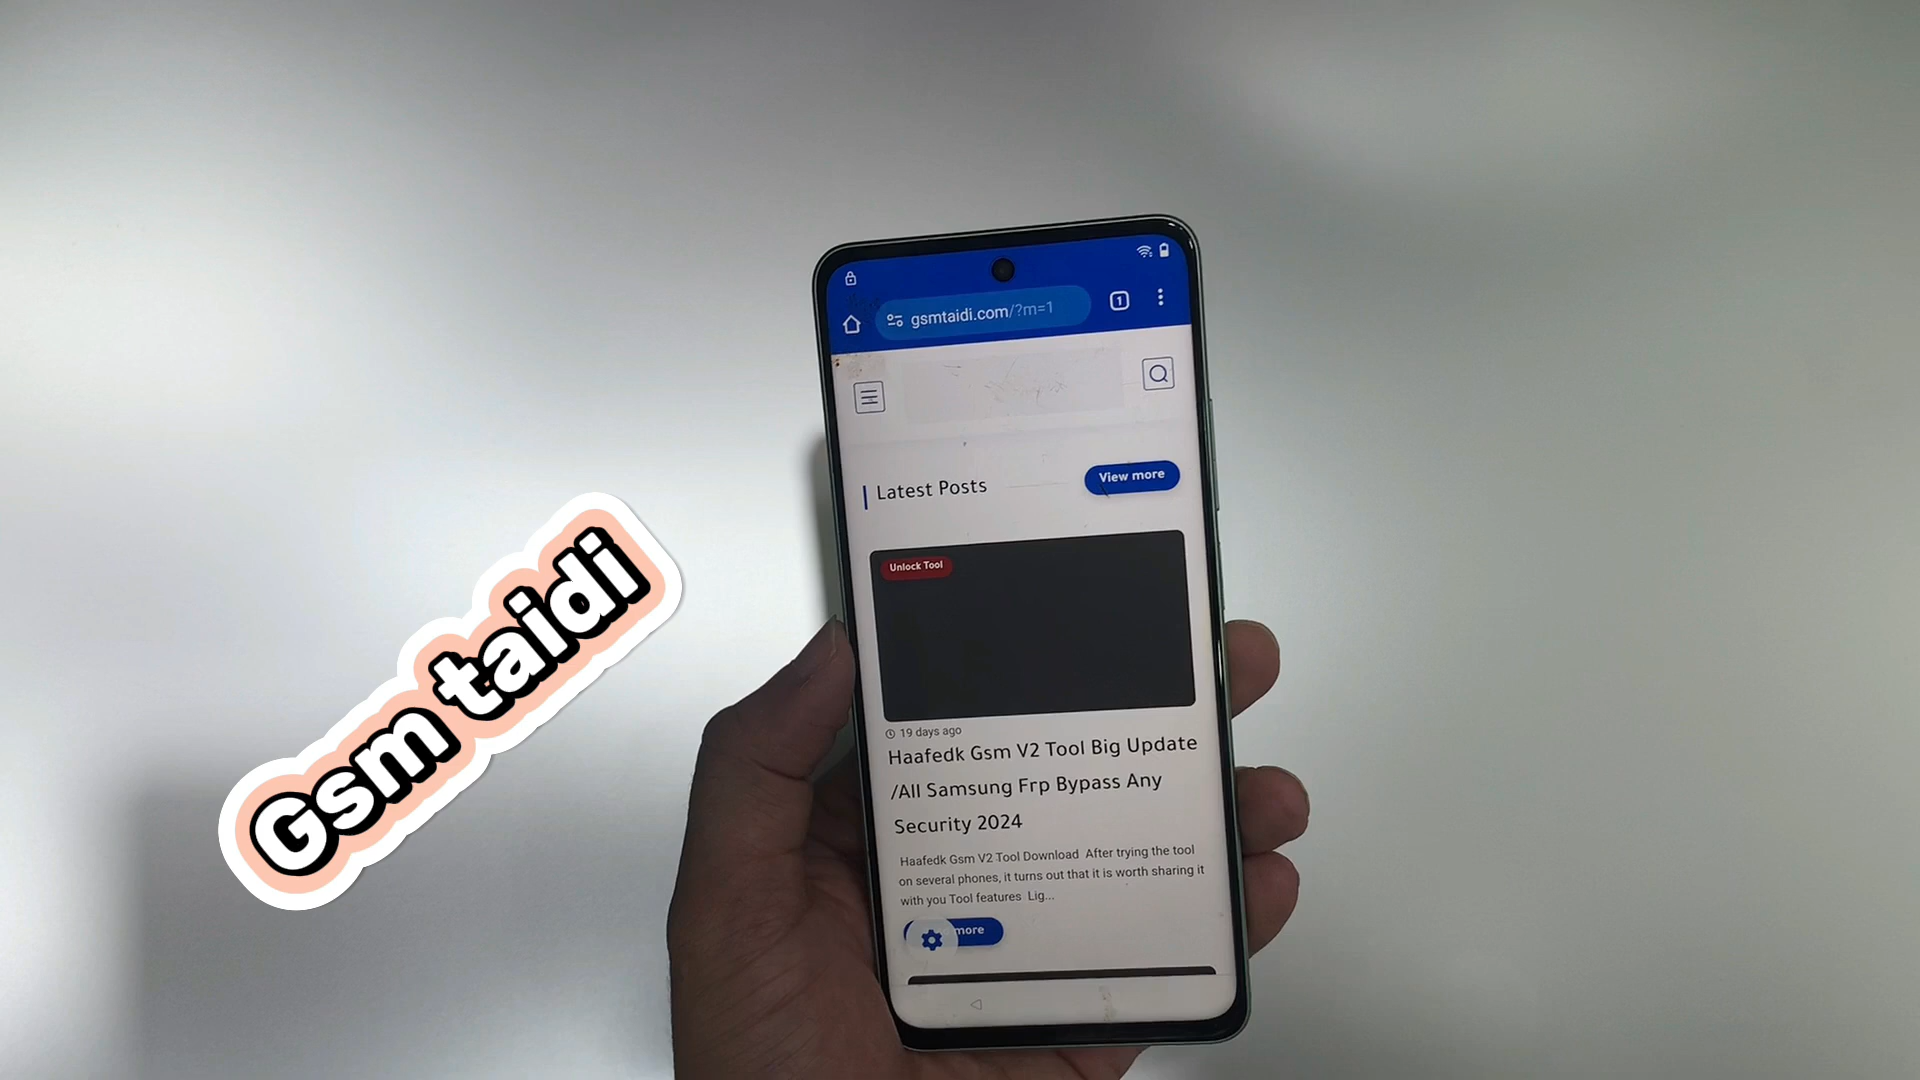 gsmtaidi.com/?m=1
1
Latest Posts
View more
Unlock Tool
19 days ago
Haafedk Gsm V2 Tool Big Update
/All Samsung Frp Bypass Any
Security 2024
Haafedk Gsm V2 Tool Download After trying the tool
on several phones, it turns out that it is worth sharing it
with you Tool features Lig...
more
Gsm taidi